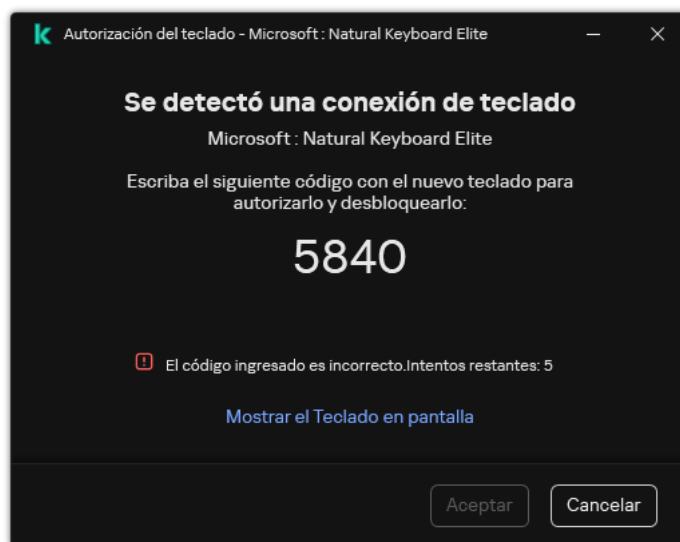 Autorización del teclado - Microsoft : Natural Keyboard Elite
Se detectó una conexión de teclado
Microsoft : Natural Keyboard Elite
Escriba el siguiente código con el nuevo teclado para
autorizarlo y desbloquearlo:
5840
El código ingresado es incorrecto.Intentos restantes: 5
Mostrar el Teclado en pantalla
Aceptar
Cancelar